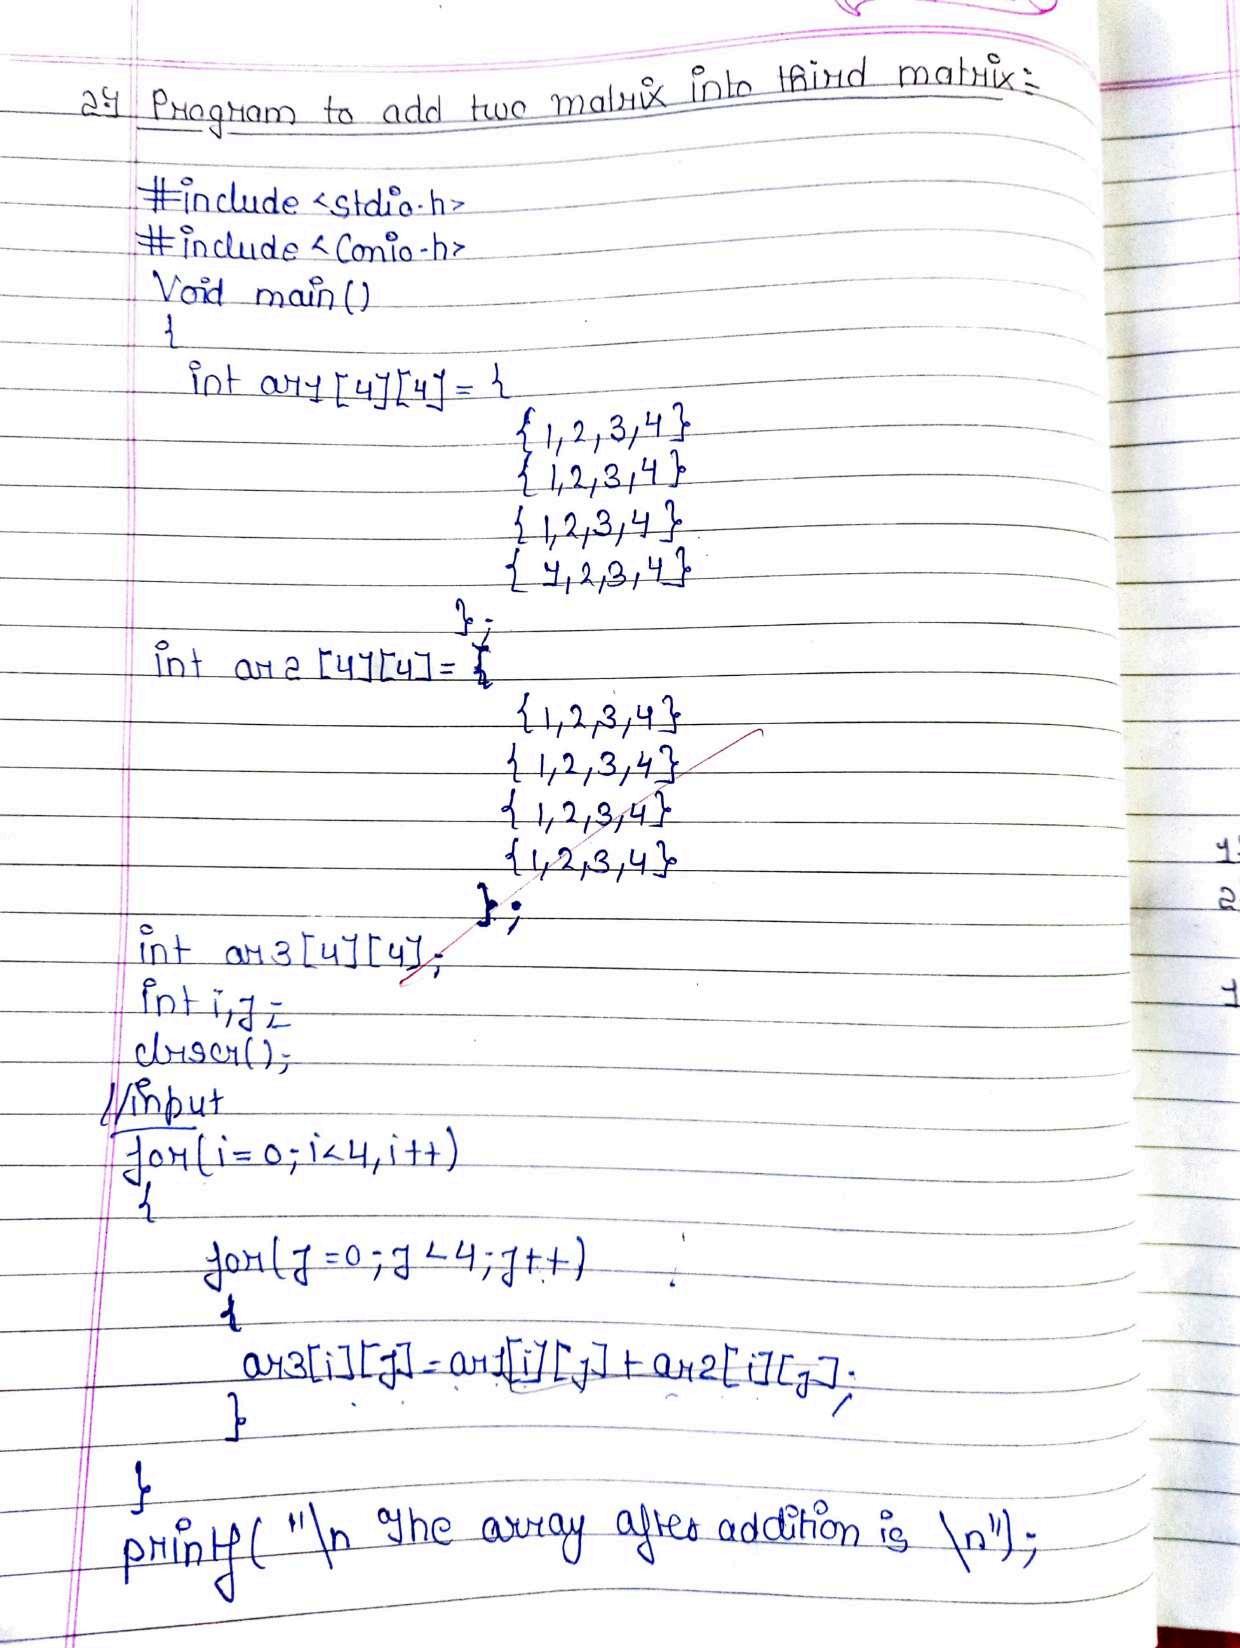 24 Program to add two matrix into third matrix:-
#include <stdio.h>
#include <Conio.h>
Void main()
{
int ar1[4][4]= {
{1,2,3,4}
{1,2,3,4}
{1,2,3,4}
{1,2,3,4}
};
int ar2[4][4]= {
{1,2,3,4}
{1,2,3,4}
{1,2,3,4}
{1,2,3,4}
};
int ar3[4][4];
int i,j;
clrscr();
//input
for(i=0;i<4,i++)
{
for(j=0;j<4;j++)
{
ar3[i][j]=ar1[i][j]+ar2[i][j];
}
}
printf("\n The array after addition is \n");
1
2
1